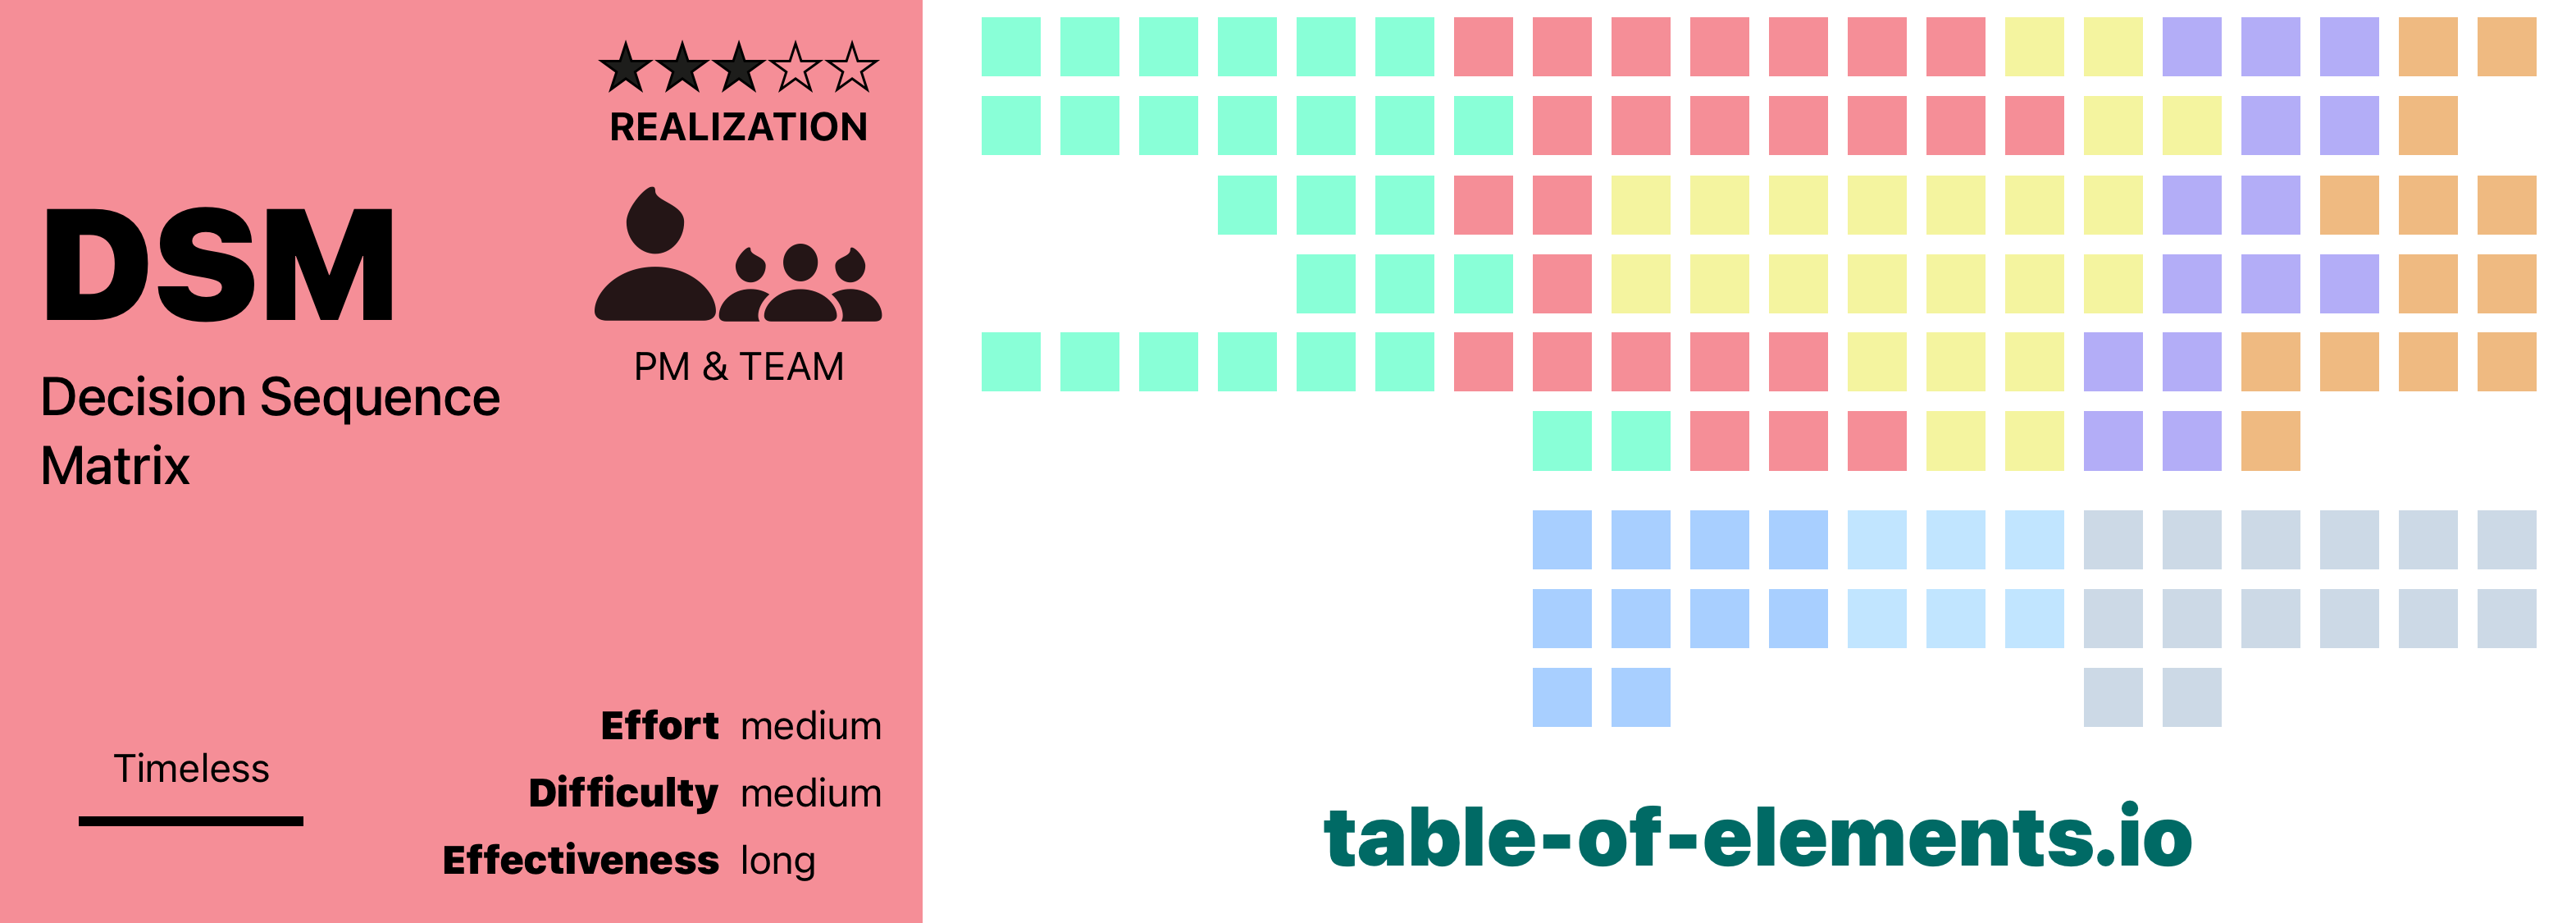 REALIZATION
DSM
PM & TEAM
Decision Sequence
Matrix
Effort medium
Timeless
Difficulty medium
Effectiveness long
table-of-elements.io